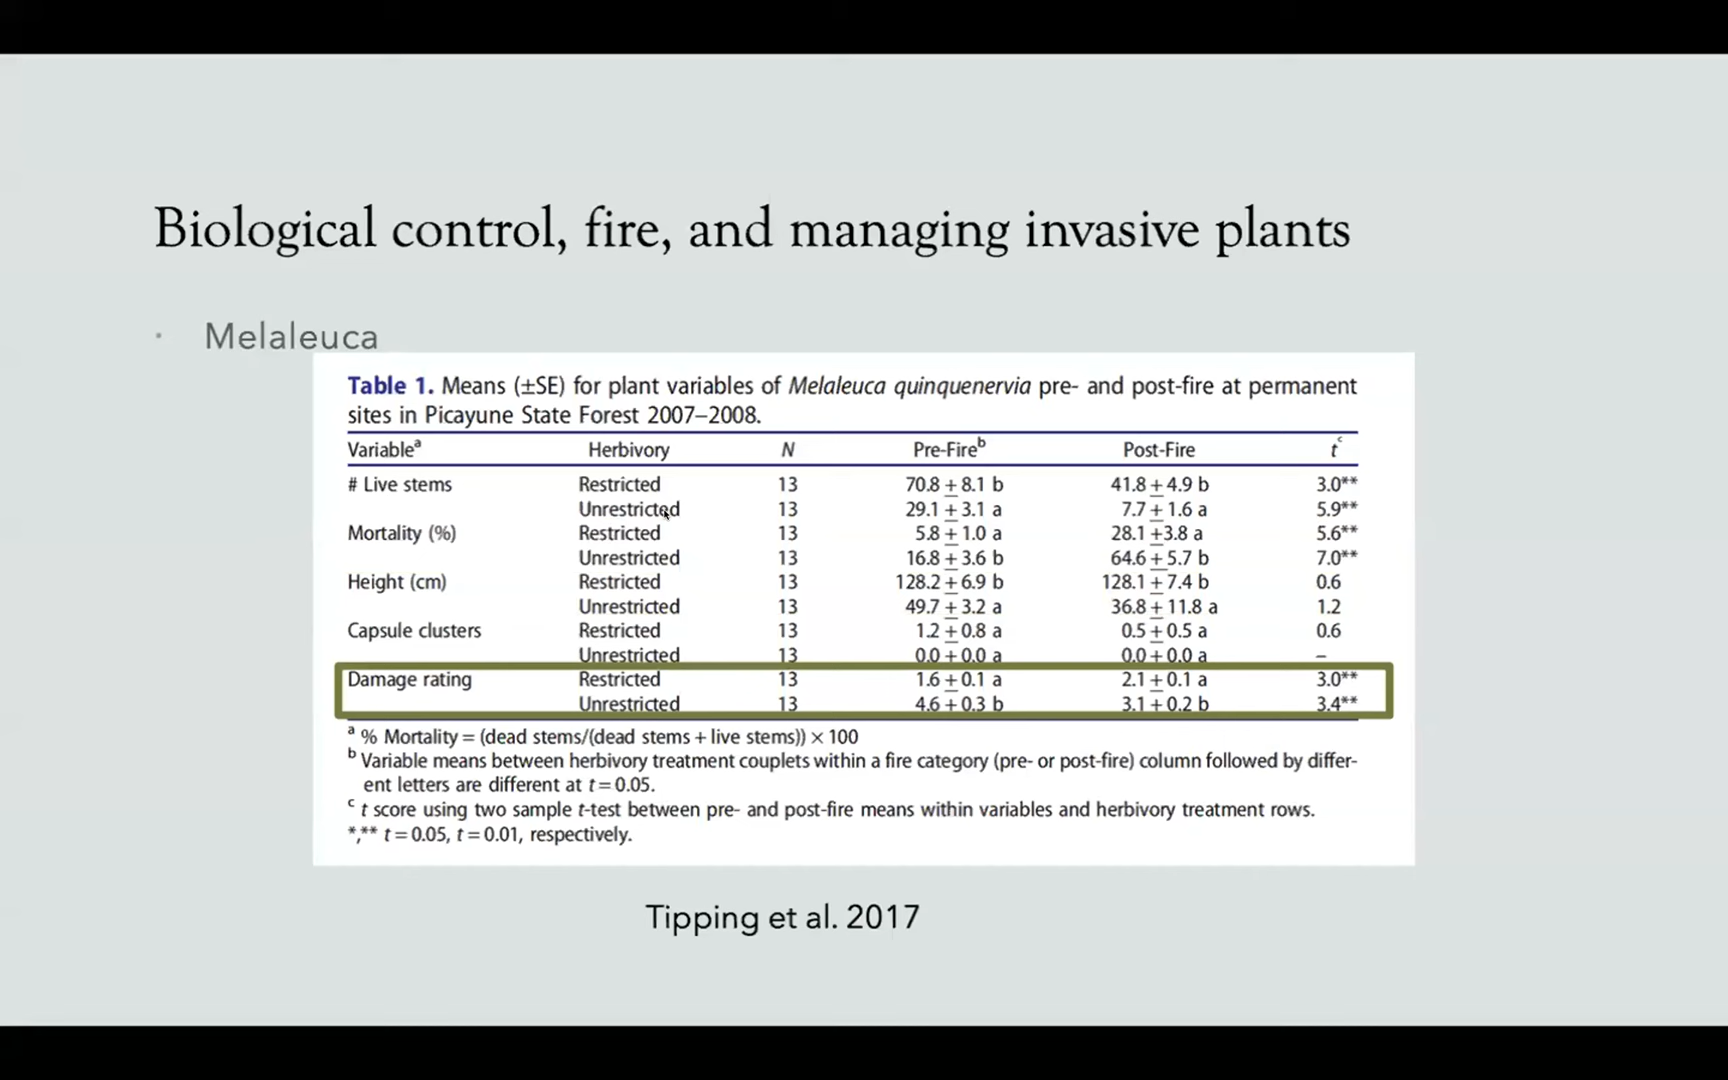 Biological control, fire, and managing invasive plants
· Melaleuca
Table 1. Means (±SE) for plant variables of Melaleuca quinquenervia pre- and post-fire at permanent
sites in Picayune State Forest 2007–2008.
Variableᵃ Herbivory N Pre-Fireᵇ Post-Fire tᶜ
# Live stems Restricted 13 70.8 ± 8.1 b 41.8 ± 4.9 b 3.0**
Unrestricted 13 29.1 ± 3.1 a 7.7 ± 1.6 a 5.9**
Mortality (%) Restricted 13 5.8 ± 1.0 a 28.1 ±3.8 a 5.6**
Unrestricted 13 16.8 ± 3.6 b 64.6 ± 5.7 b 7.0**
Height (cm) Restricted 13 128.2 ± 6.9 b 128.1 ± 7.4 b 0.6
Unrestricted 13 49.7 ± 3.2 a 36.8 ± 11.8 a 1.2
Capsule clusters Restricted 13 1.2 ± 0.8 a 0.5 ± 0.5 a 0.6
Unrestricted 13 0.0 ± 0.0 a 0.0 ± 0.0 a –
Damage rating Restricted 13 1.6 ± 0.1 a 2.1 ± 0.1 a 3.0**
Unrestricted 13 4.6 ± 0.3 b 3.1 ± 0.2 b 3.4**
ᵃ % Mortality = (dead stems/(dead stems + live stems)) × 100
ᵇ Variable means between herbivory treatment couplets within a fire category (pre- or post-fire) column followed by differ-
ent letters are different at t = 0.05.
ᶜ t score using two sample t-test between pre- and post-fire means within variables and herbivory treatment rows.
*,** t = 0.05, t = 0.01, respectively.
Tipping et al. 2017